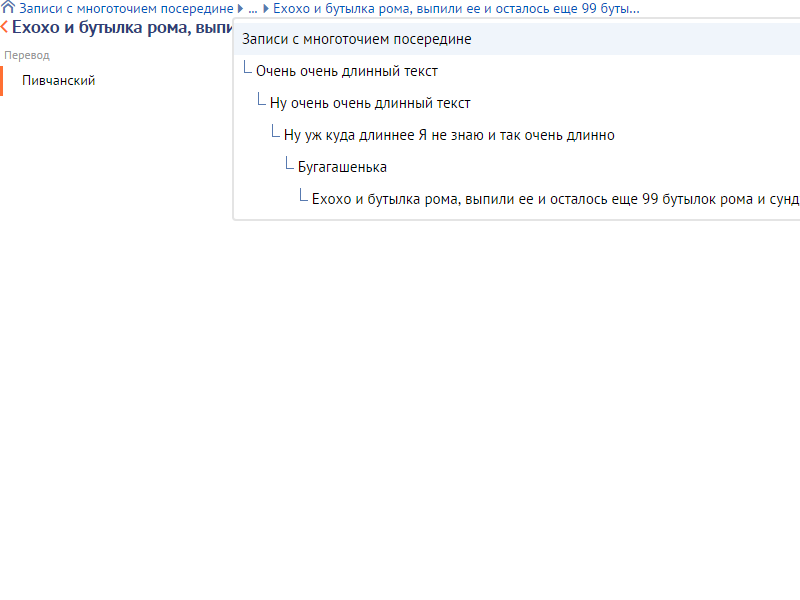 Записи с многоточием посередине ... Ехохо и бутылка рома, выпили ее и осталось еще 99 буты...
Ехохо и бутылка рома,
Перевод
Пивчанский
Записи с многоточием посередине
Очень очень длинный текст
Ну очень очень длинный текст
Ну уж куда длиннее Я не знаю и так очень длинно
Бугагашенька
Ехохо и бутылка рома, выпили ее и осталось еще 99 бутылок рома и